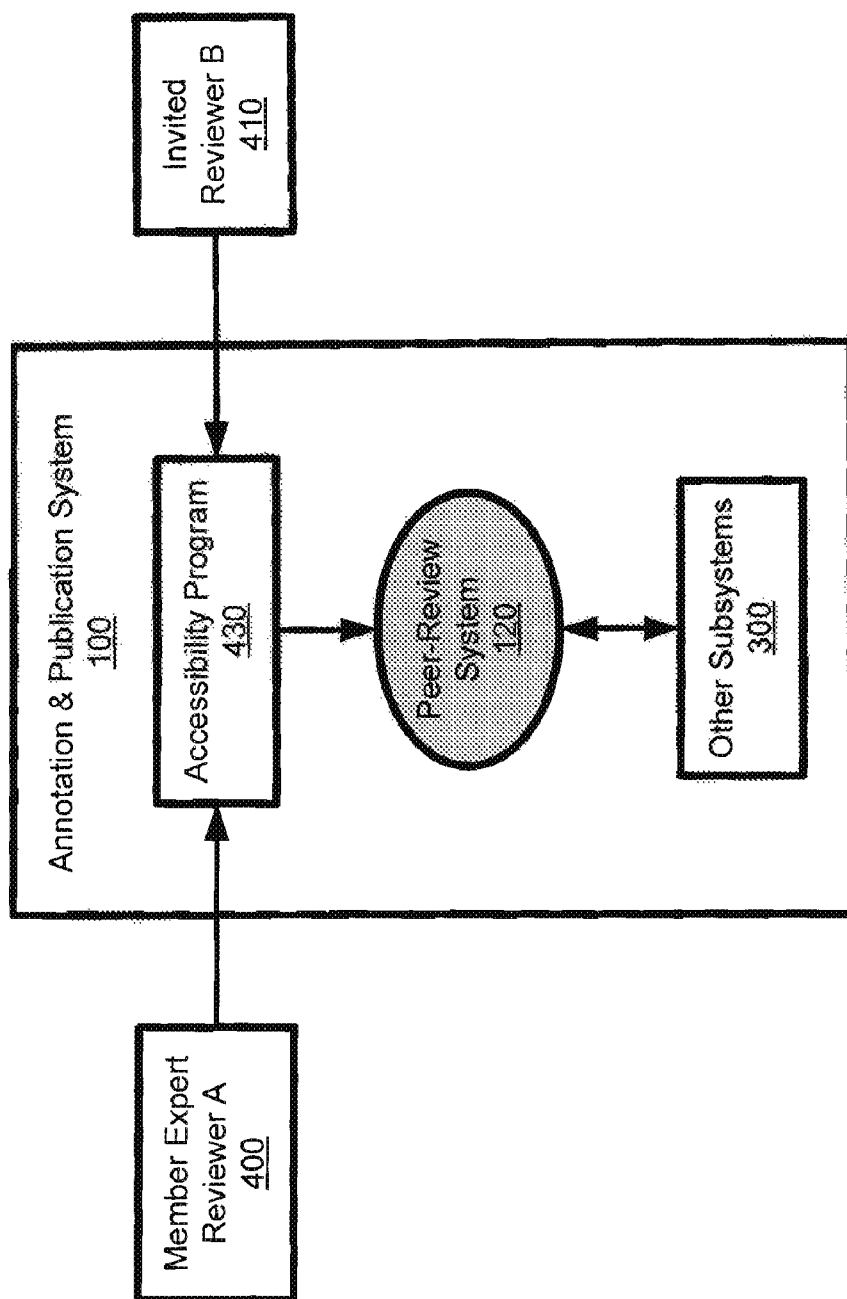 Annotation & Publication System
100
Member Expert
Reviewer A
400
Accessibility Program
430
Invited
Reviewer B
410
Peer-Review
System
120
Other Subsystems
300